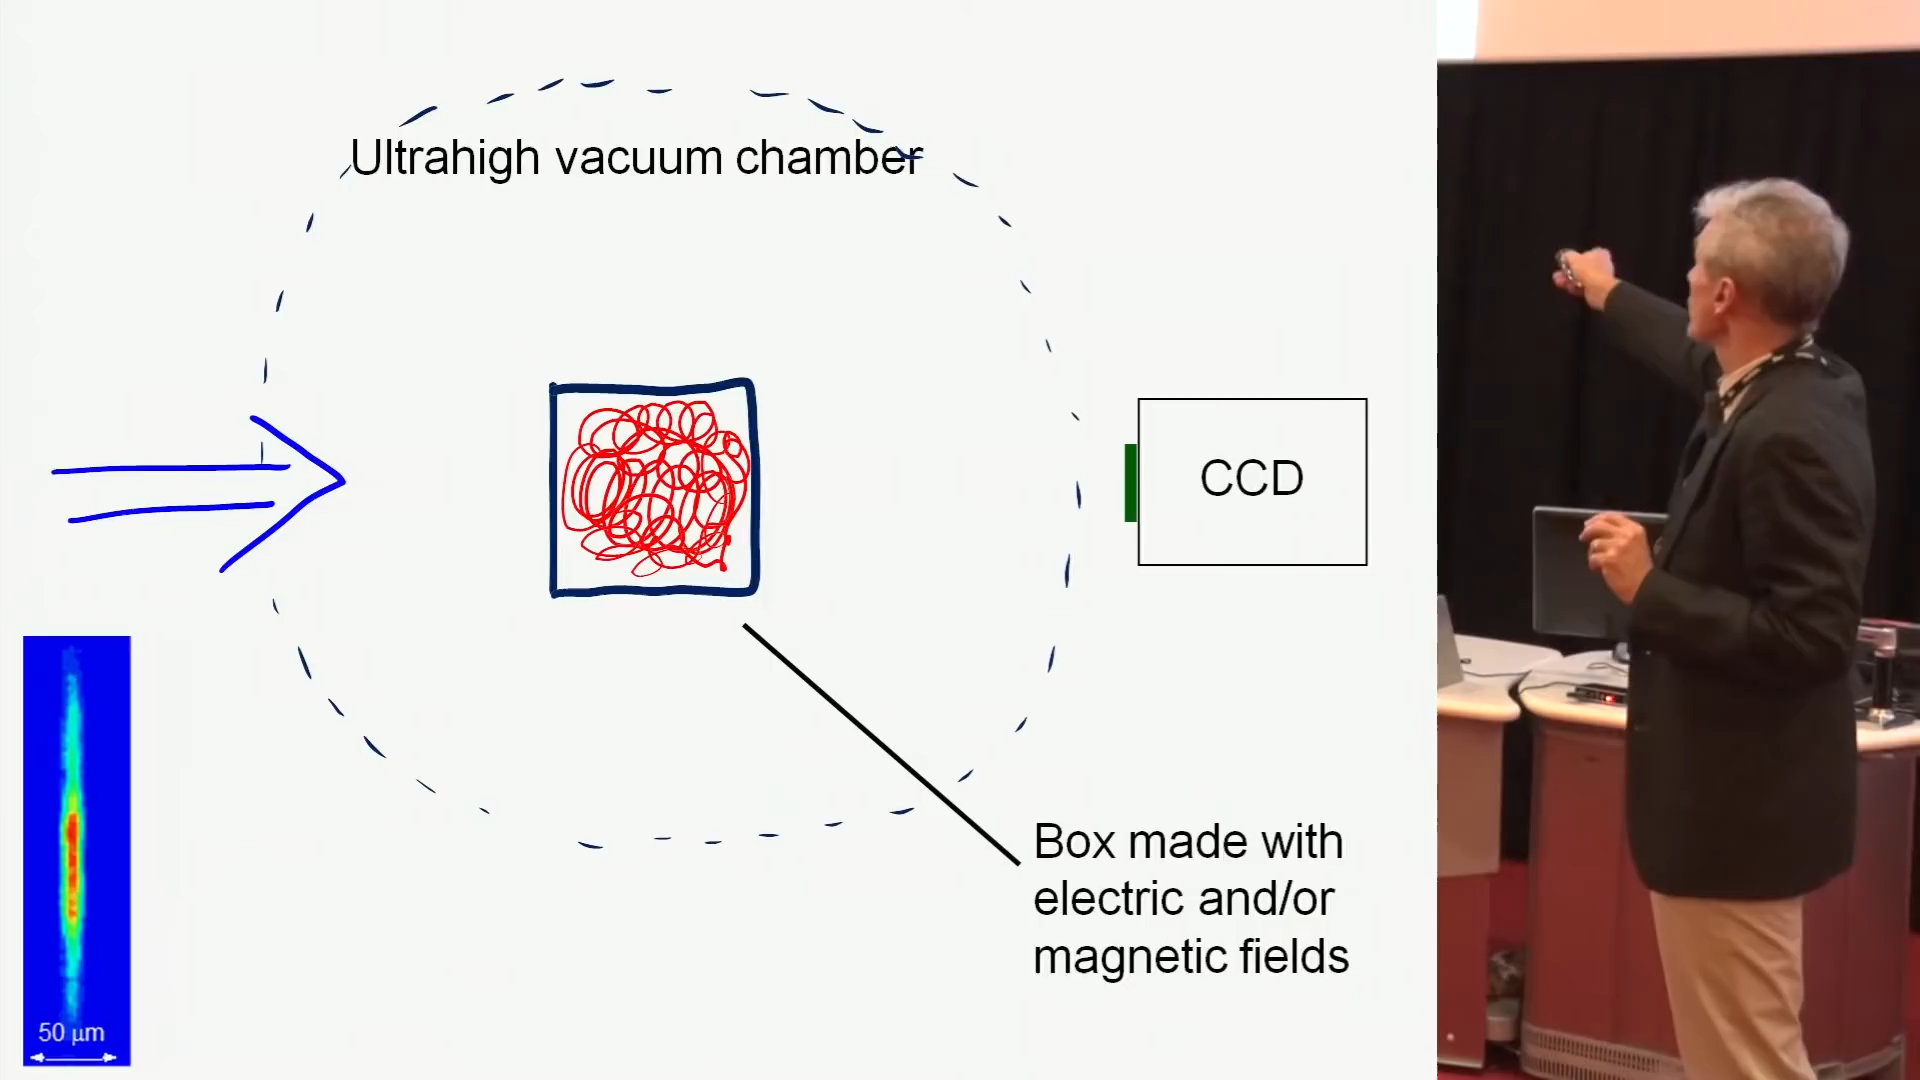 Ultrahigh vacuum chamber
CCD
Box made with
electric and/or
magnetic fields
50 µm